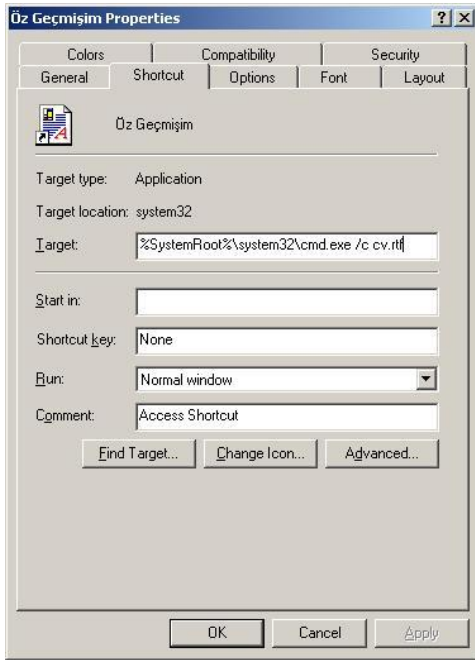 Öz Geçmişim Properties
Colors Compatibility Security
General Shortcut Options Font Layout
Öz Geçmişim
Target type: Application
Target location: system32
Target: %SystemRoot%\system32\cmd.exe /c cv.rtf
Start in:
Shortcut key: None
Run: Normal window
Comment: Access Shortcut
Find Target... Change Icon... Advanced...
OK Cancel Apply